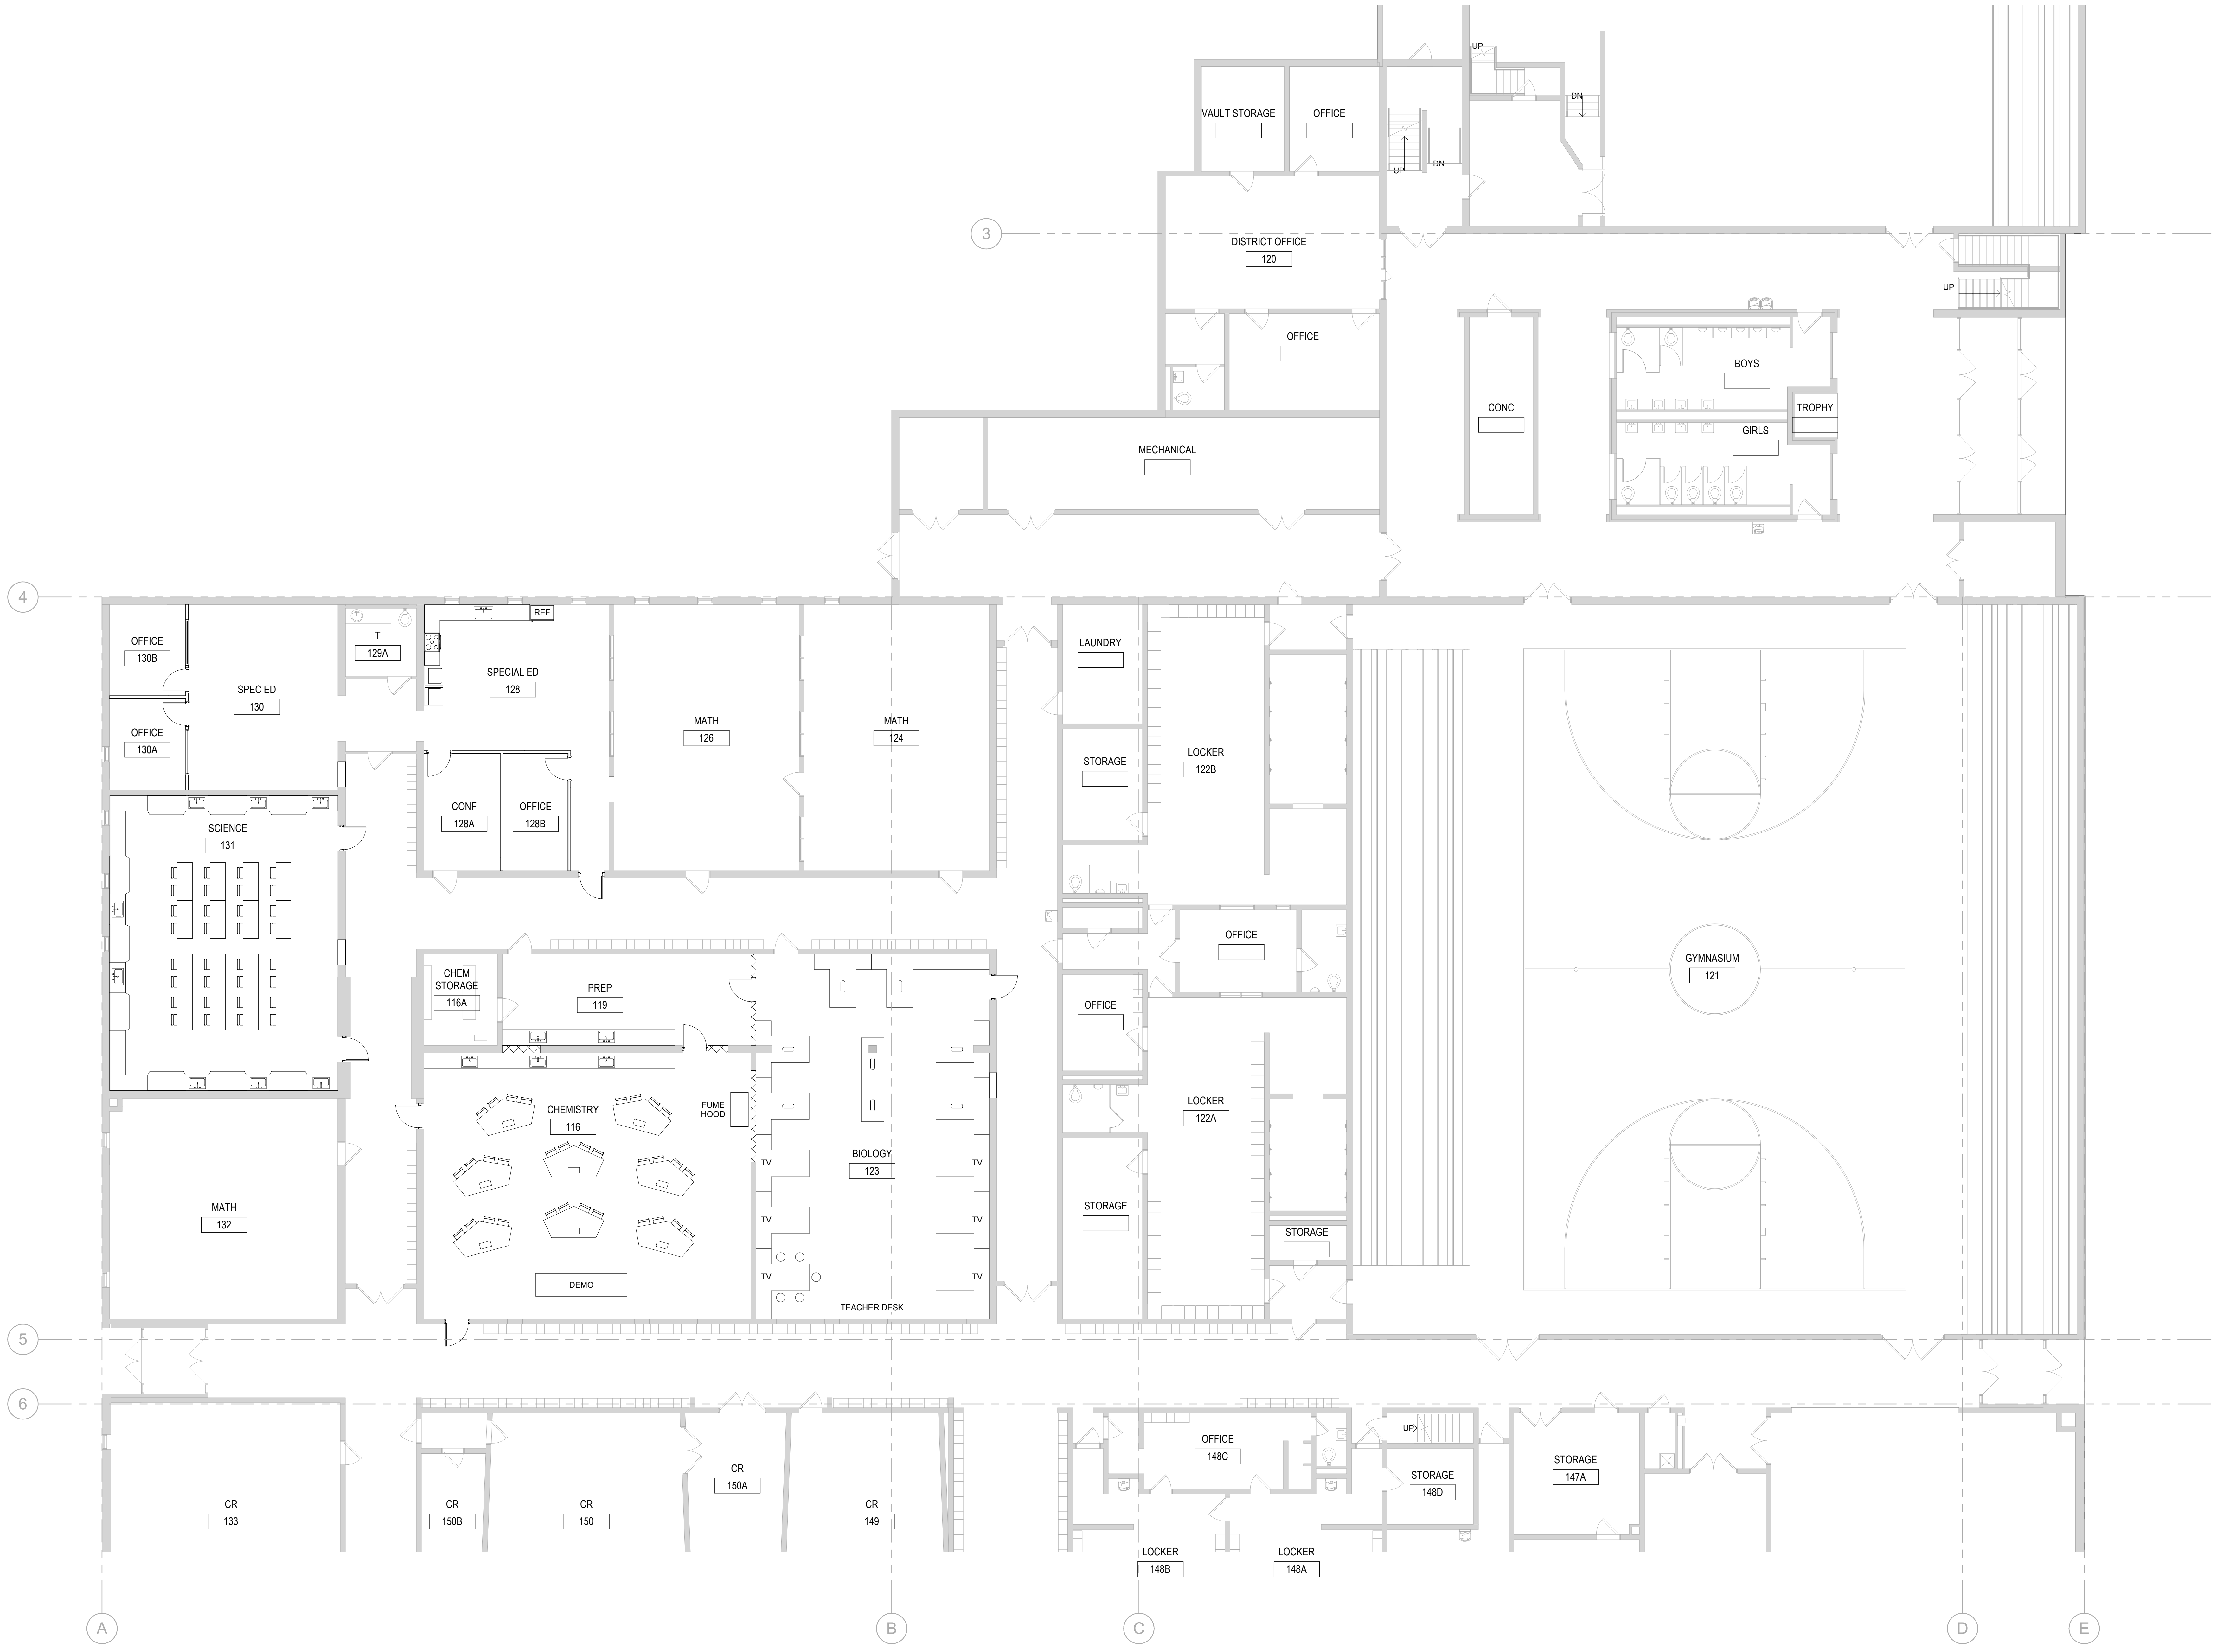 UP
DN
VAULT STORAGE
OFFICE
UP
DN
3
DISTRICT OFFICE
120
UP
OFFICE
BOYS
CONC
TROPHY
GIRLS
MECHANICAL
4
REF
OFFICE
130B
T
129A
LAUNDRY
SPECIAL ED
128
SPEC ED
130
OFFICE
130A
MATH
126
MATH
124
STORAGE
LOCKER
122B
CONF
128A
OFFICE
128B
SCIENCE
131
OFFICE
GYMNASIUM
121
CHEM
STORAGE
116A
PREP
119
OFFICE
FUME
HOOD
CHEMISTRY
116
LOCKER
122A
BIOLOGY
123
TV
TV
MATH
132
STORAGE
TV
TV
STORAGE
TV
TV
DEMO
TEACHER DESK
5
6
UP
OFFICE
148C
STORAGE
147A
CR
150A
STORAGE
148D
CR
133
CR
150B
CR
150
CR
149
LOCKER
148B
LOCKER
148A
A
B
C
D
E